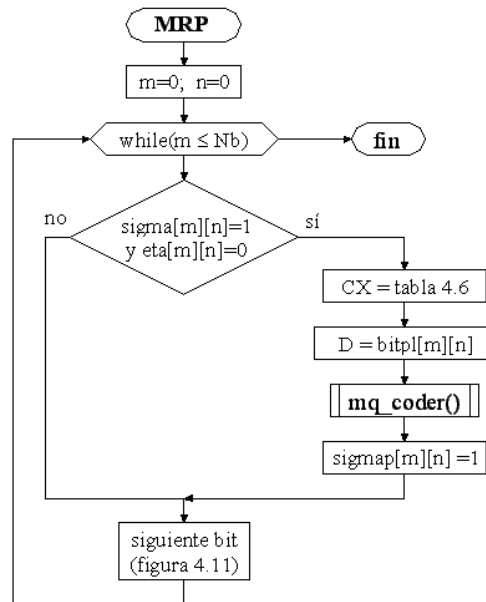 MRP
m=0; n=0
while(m ≤ Nb)
fin
no
sigma[m][n]=1
y eta[m][n]=0
sí
CX = tabla 4.6
D = bitpl[m][n]
mq_coder()
sigmap[m][n] =1
siguiente bit
(figura 4.11)